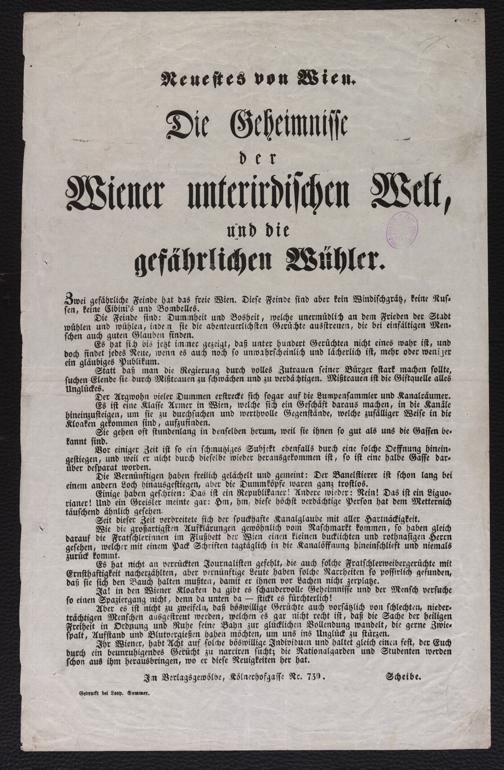 Neuestes von Wien.
Die Geheimnisse
der
Wiener unterirdischen Welt,
und die
gefährlichen Wühler.
Zwei gefährliche Feinde hat das freie Wien. Diese Feinde sind aber kein Windischgrätz, keine Rus-
sen, keine Cibini's und Bombelles.
Die Feinde sind: Dummheit und Bosheit, welche unermüdlich an dem Frieden der Stadt
wühlen und wühlen, indem sie die abenteuerlichsten Gerüchte ausstreuen, die bei einfältigen Men-
schen auch guten Glauben finden.
Es hat sich bis jetzt immer gezeigt, daß unter hundert Gerüchten nicht eines wahr ist, und
doch findet jedes Neue, wenn es auch noch so unwahrscheinlich und lächerlich ist, mehr oder weniger
ein gläubiges Publikum.
Statt daß man die Regierung durch volles Zutrauen seiner Bürger stark machen sollte,
suchen Elende sie durch Mißtrauen zu schwächen und zu verdächtigen. Mißtrauen ist die Giftquelle alles
Unglückes.
Der Argwohn vieler Dummen erstreckt sich sogar auf die Lumpensammler und Kanalräumer.
Es ist eine Klasse Armer in Wien, welche sich ein Geschäft daraus machen, in die Kanäle
hineinzusteigen, um sie zu durchsuchen und werthvolle Gegenstände, welche zufälliger Weise in die
Kloaken gekommen sind, aufzufinden.
Sie gehen oft stundenlang in denselben herum, weil sie ihnen so gut als uns die Gassen be-
kannt sind.
Vor einiger Zeit ist so ein schmutziges Subjekt ebenfalls durch eine solche Oeffnung hinein-
gestiegen, und weil er nicht durch dieselbe wieder herausgekommen ist, so ist eine halbe Gasse dar-
über desparat worden.
Die Vernünftigen haben freilich gelächelt und gemeint: Der Banelstierer ist schon lang bei
einem andern Loch hinausgestiegen, aber die Dummköpfe waren ganz trostlos.
Einige haben geschrien: Das ist ein Republikaner! Andere wieder: Nein! Das ist ein Liguo-
rianer! Und ein Greisler meinte gar: Hm, hm, diese höchst verdächtige Person hat dem Metternich
täuschend ähnlich gesehen.
Seit dieser Zeit verbreitete sich der spuckhafte Kanalglaube mit aller Hartnäckigkeit.
Wie die großartigsten Aufklärungen gewöhnlich vom Naschmarkt kommen, so haben gleich
darauf die Fratschlerinnen im Flußbett der Wien einen kleinen bucklichten und rothnasigen Herrn
gesehen, welcher mit einem Pack Schriften tagtäglich in die Kanalöffnung hineinschließt und niemals
zurück kommt.
Es hat nicht an verrückten Journalisten gefehlt, die auch solche Fratschlerweibergerüchte mit
Ernsthaftigkeit nacherzählten, aber vernünftige Leute haben solche Narrheiten so possirlich gefunden,
daß sie sich den Bauch halten mußten, damit er ihnen vor Lachen nicht zerplatze.
Ja! in den Wiener Kloaken da gibt es schaudervolle Geheimnisse und der Mensch versuche
so einen Spaziergang nicht, denn da unten da — stickt es fürchterlich!
Aber es ist nicht zu zweifeln, daß böswillige Gerüchte auch vorsätzlich von schlechten, nieder-
trächtigen Menschen ausgestreut werden, welchen es gar nicht recht ist, daß die Sache der heiligen
Freiheit in Ordnung und Ruhe seine Bahn zur glücklichen Vollendung wandelt, die gerne Zwie-
spalt, Aufstand und Blutvergießen haben möchten, um uns ins Unglück zu stürzen.
Ihr Wiener, habt Acht auf solche böswillige Individuen und haltet gleich einen fest, der Euch
durch ein beunruhigendes Gerücht zu narriren sucht; die Nationalgarden und Studenten werden
schon aus ihm herausbringen, wo er diese Neuigkeiten her hat.
In Verlagsgewölbe, Kölnerhofgasse Nr. 739. Scheibe.
Gedruckt bei Leop. Sommer.